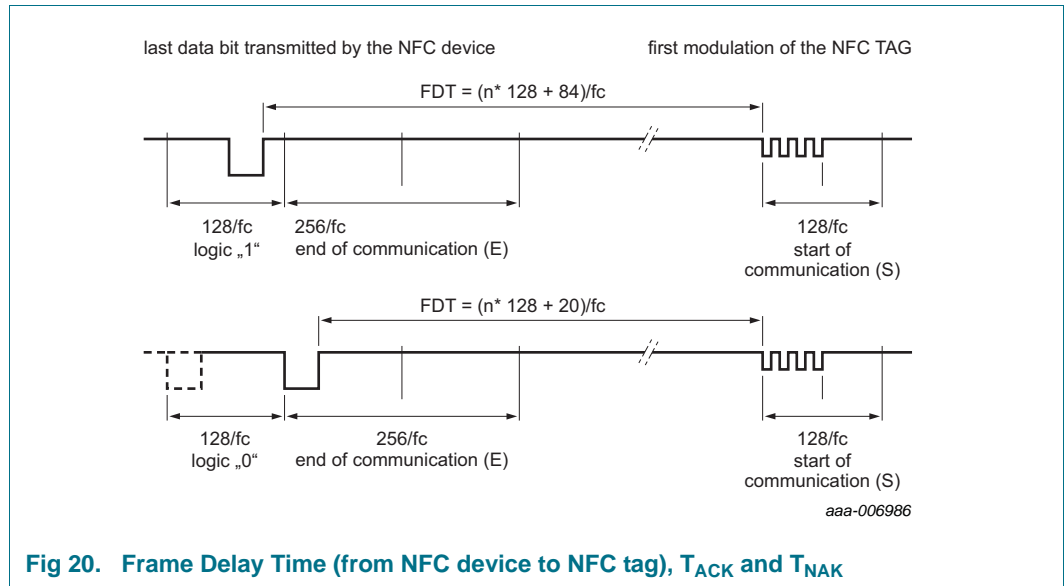 last data bit transmitted by the NFC device
first modulation of the NFC TAG
FDT = (n* 128 + 84)/fc
128/fc
logic „1“
256/fc
end of communication (E)
128/fc
start of
communication (S)
FDT = (n* 128 + 20)/fc
128/fc
logic „0“
256/fc
end of communication (E)
128/fc
start of
communication (S)
aaa-006986
Fig 20. Frame Delay Time (from NFC device to NFC tag), TACK and TNAK